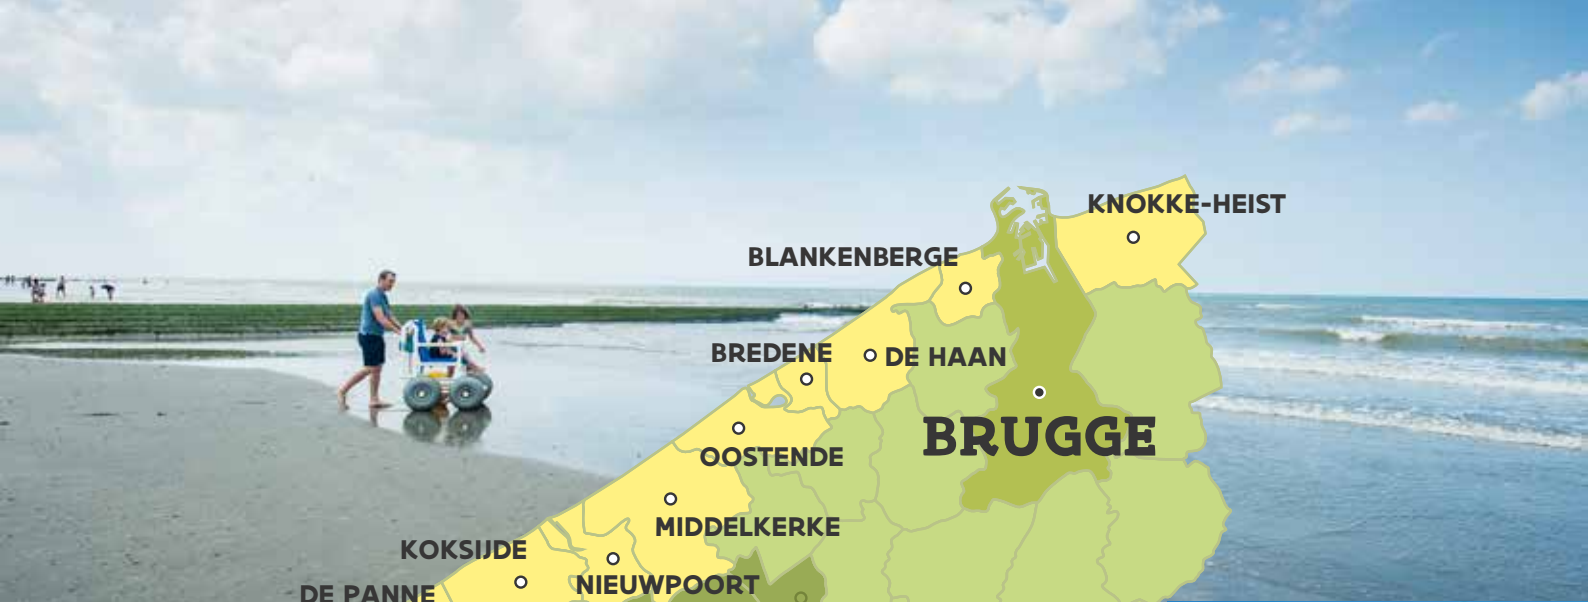 KNOKKE-HEIST
BLANKENBERGE
BREDENE
DE HAAN
BRUGGE
OOSTENDE
MIDDELKERKE
KOKSIJDE
NIEUWPOORT
DE PANNE